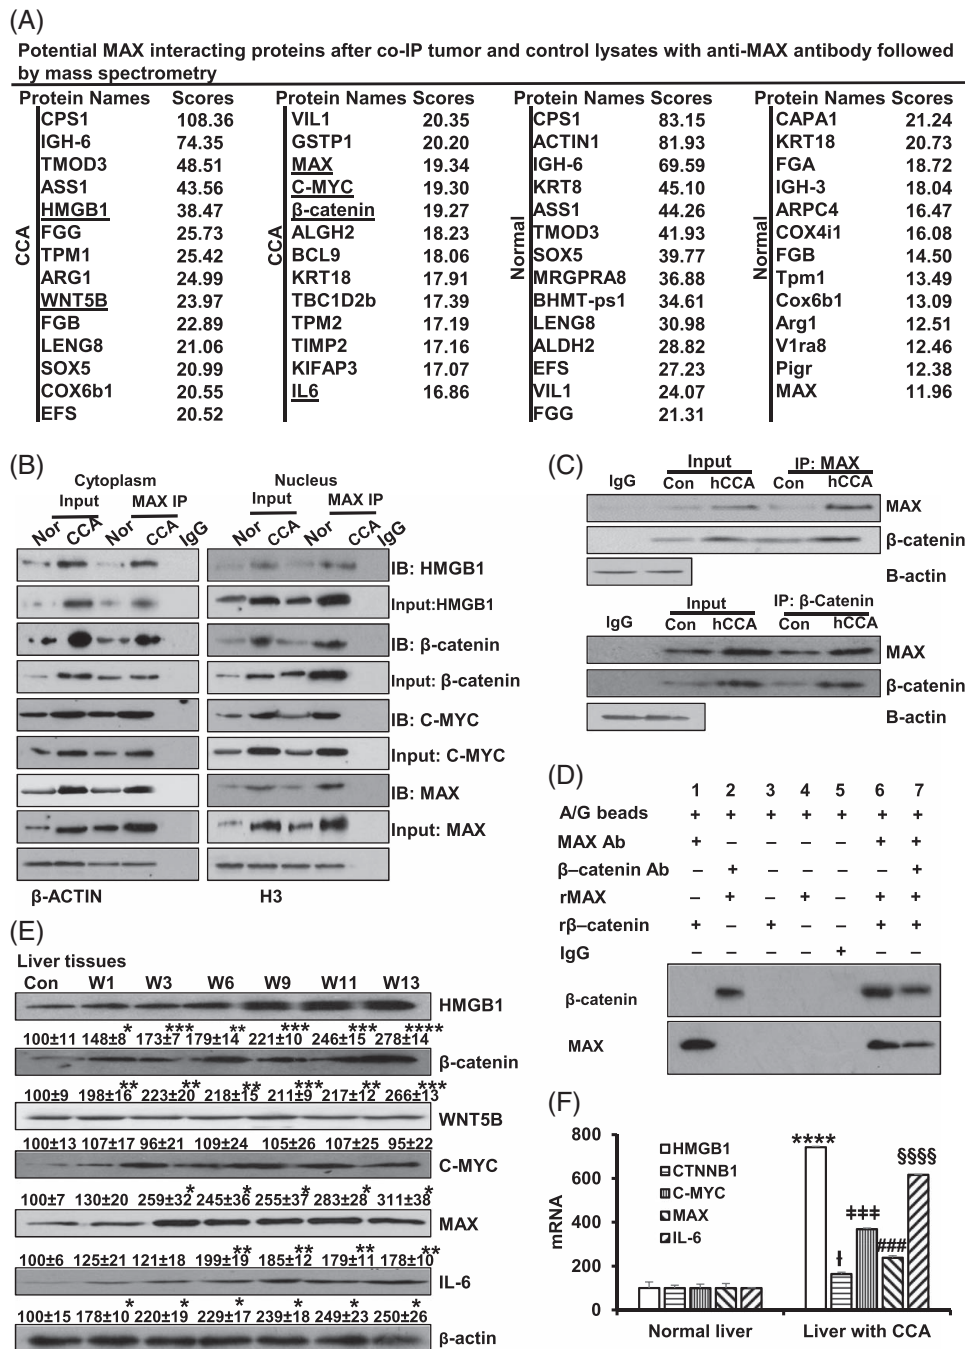 (A)
Potential MAX interacting proteins after co-IP tumor and control lysates with anti-MAX antibody followed
by mass spectrometry
Protein Names Scores Protein Names Scores Protein Names Scores Protein Names Scores
CPS1 108.36 VIL1 20.35 CPS1 83.15 CAPA1 21.24
IGH-6 74.35 GSTP1 20.20 ACTIN1 81.93 KRT18 20.73
TMOD3 48.51 MAX 19.34 IGH-6 69.59 FGA 18.72
ASS1 43.56 C-MYC 19.30 KRT8 45.10 IGH-3 18.04
HMGB1 38.47 β-catenin 19.27 ASS1 44.26 ARPC4 16.47
FGG 25.73 ALGH2 18.23 TMOD3 41.93 COX4i1 16.08
TPM1 25.42 BCL9 18.06 SOX5 39.77 FGB 14.50
ARG1 24.99 KRT18 17.91 MRGPRA8 36.88 Tpm1 13.49
WNT5B 23.97 TBC1D2b 17.39 BHMT-ps1 34.61 Cox6b1 13.09
FGB 22.89 TPM2 17.19 LENG8 30.98 Arg1 12.51
LENG8 21.06 TIMP2 17.16 ALDH2 28.82 V1ra8 12.46
SOX5 20.99 KIFAP3 17.07 EFS 27.23 Pigr 12.38
COX6b1 20.55 IL6 16.86 VIL1 24.07 MAX 11.96
EFS 20.52 FGG 21.31
CCA
CCA
Normal
Normal
(B)
Cytoplasm Nucleus
Input MAX IP Input MAX IP
Nor CCA Nor CCA IgG Nor CCA Nor CCA IgG
IB: HMGB1
Input:HMGB1
IB: β-catenin
Input: β-catenin
IB: C-MYC
Input: C-MYC
IB: MAX
Input: MAX
β-ACTIN H3
(C)
Input IP: MAX
IgG Con hCCA Con hCCA
MAX
β-catenin
B-actin
Input IP: β-Catenin
IgG Con hCCA Con hCCA
MAX
β-catenin
B-actin
(D)
1 2 3 4 5 6 7
A/G beads + + + + + + +
MAX Ab + – – – – + +
β–catenin Ab – + – – – – +
rMAX – + – + – + +
rβ–catenin + – + – – + +
IgG – – – – + – –
β-catenin
MAX
(E)
Liver tissues
Con W1 W3 W6 W9 W11 W13
HMGB1
100±11 148±8* 173±7*** 179±14** 221±10*** 246±15*** 278±14****
β-catenin
100±9 198±16** 223±20** 218±15** 211±9*** 217±12** 266±13***
WNT5B
100±13 107±17 96±21 109±24 105±26 107±25 95±22
C-MYC
100±7 130±20 259±32* 245±36* 255±37* 283±28* 311±38*
MAX
100±6 125±21 121±18 199±19** 185±12** 179±11** 178±10**
IL-6
100±15 178±10* 220±19* 229±17* 239±18* 249±23* 250±26*
β-actin
(F)
800
600
400
200
0
mRNA
HMGB1
CTNNB1
C-MYC
MAX
IL-6
****
ƚ
‡‡‡
###
§§§§
Normal liver Liver with CCA